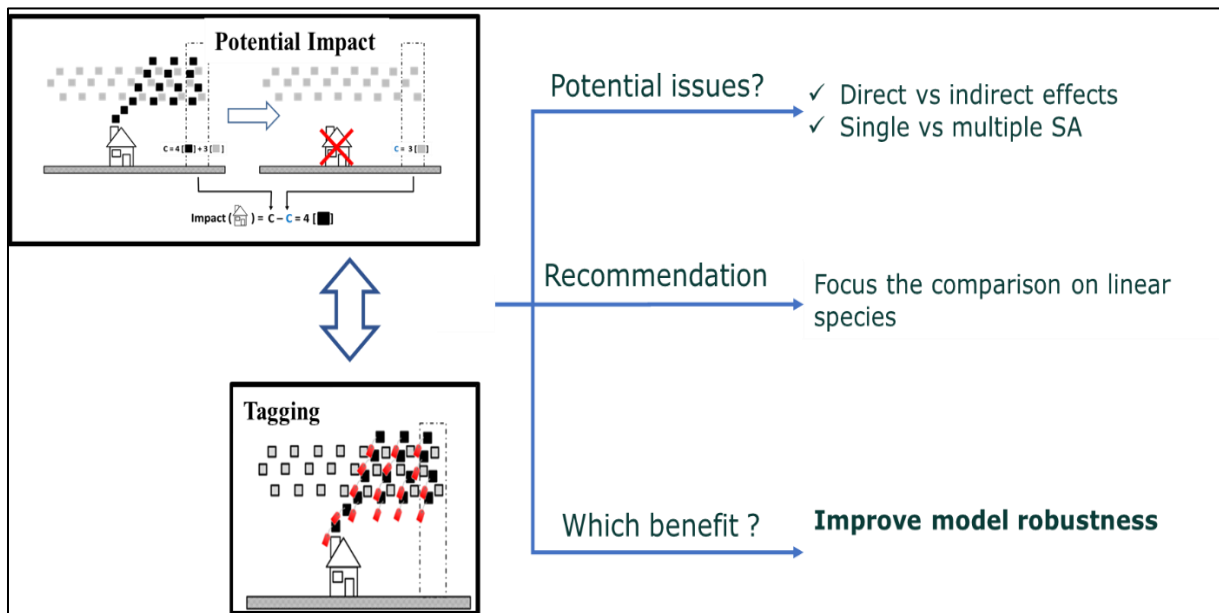 Potential Impact
C = 4 [■] + 3 [■]
C = 3 [■]
Impact ( ) = C – C = 4 [■]
Tagging
Potential issues?
✓ Direct vs indirect effects
✓ Single vs multiple SA
Recommendation
Focus the comparison on linear
species
Which benefit ?
Improve model robustness